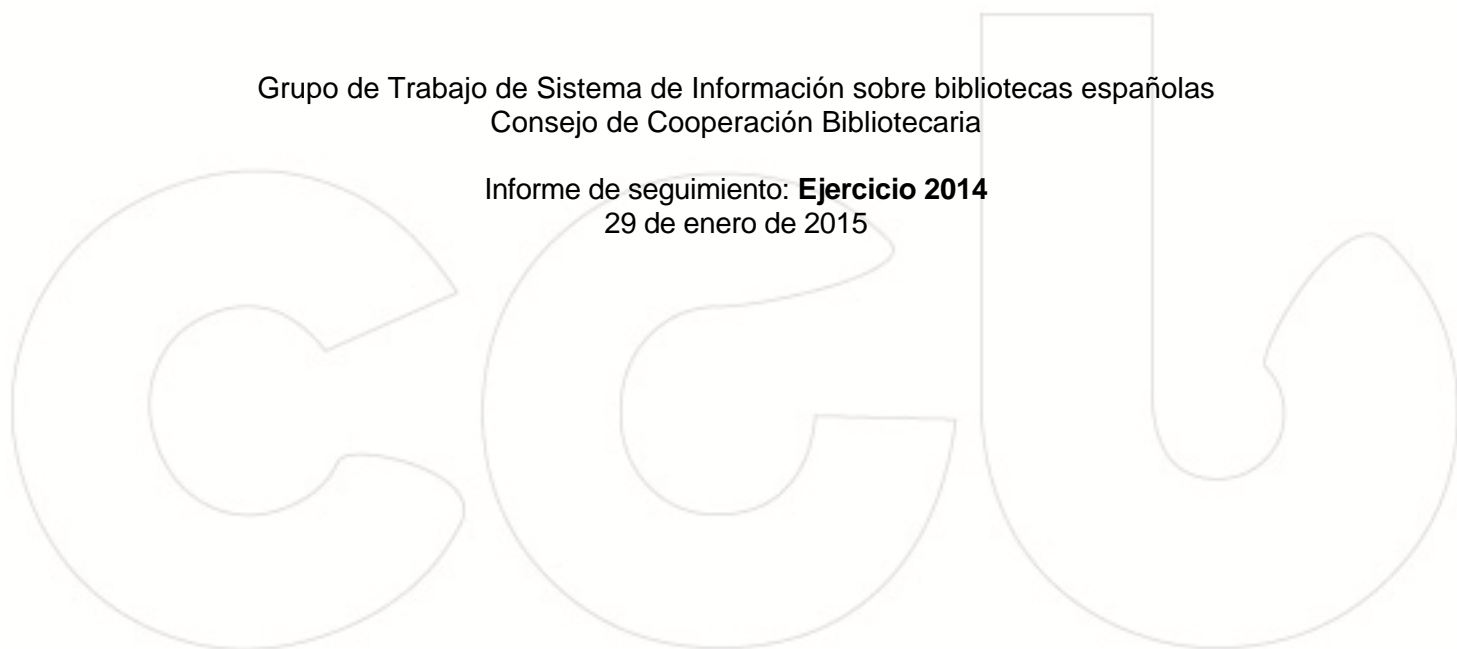 Grupo de Trabajo de Sistema de Información sobre bibliotecas españolas
Consejo de Cooperación Bibliotecaria
Informe de seguimiento: Ejercicio 2014
29 de enero de 2015
ccb